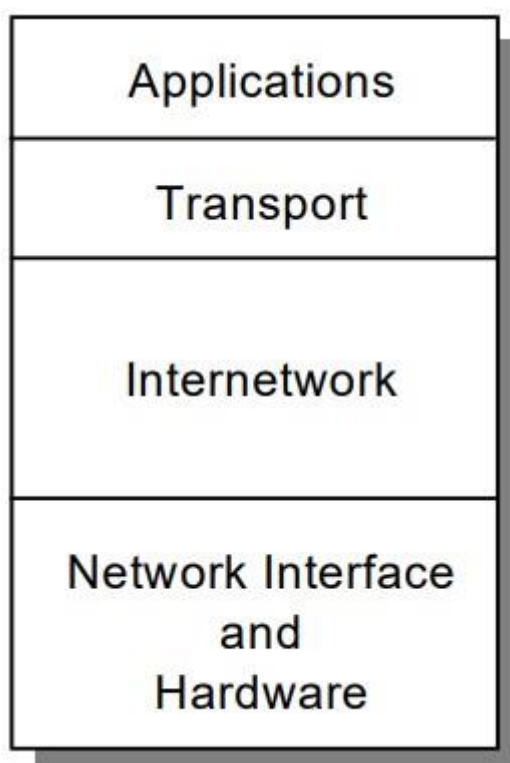 Applications
Transport
Internetwork
Network Interface
and
Hardware